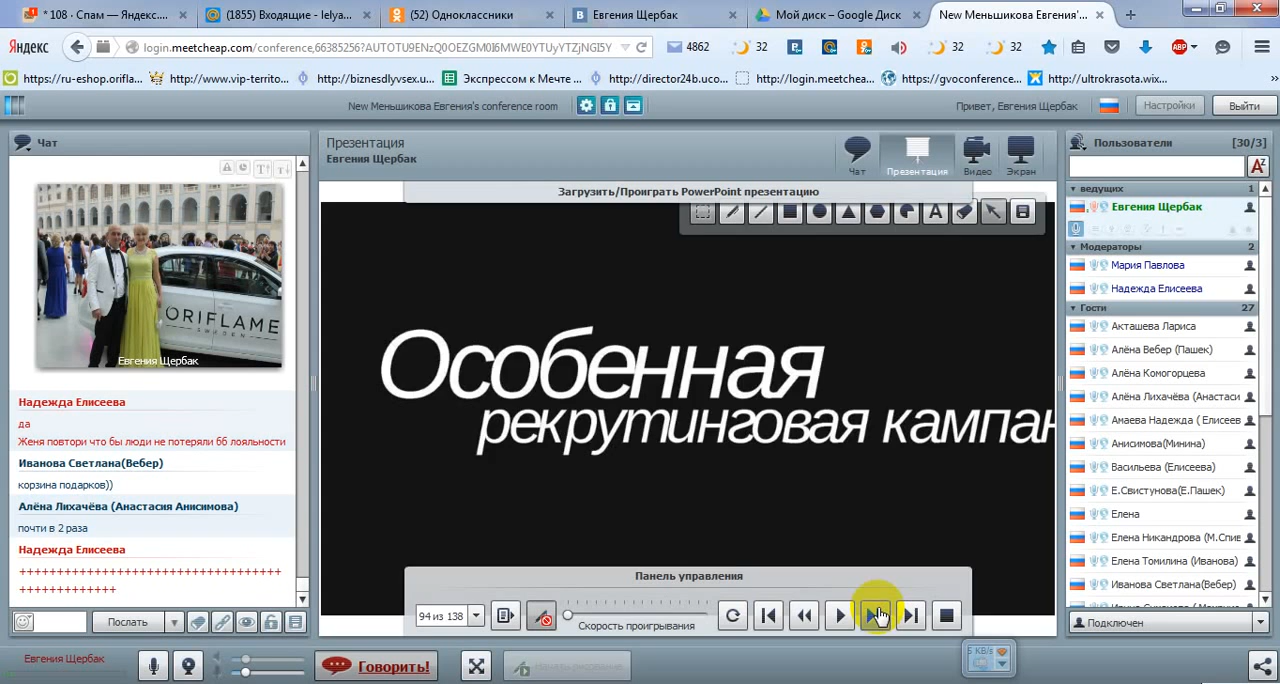 * 108 · Спам — Яндекс....
(1855) Входящие - lelya...
(52) Одноклассники
Евгения Щербак
Мой диск – Google Диск
New Меньшикова Евгения'...
Яндекс
login.meetcheap.com/conference,66385256?AUTOTU9ENzQ0OEZGM0I6MWE0YTUyYTZjNGI5Y
4862
32
32
32
ABP
https://ru-eshop.orifla...
http://www.vip-territo...
http://biznesdlyvsex.u...
Экспрессом к Мечте ...
http://director24b.u.co...
http://login.meetchea...
https://gvoconference...
http://ultrokrasota.wix...
New Меньшикова Евгения's conference room
Привет, Евгения Щербак
Настройки
Выйти
Чат
ORIFLAME
SWEDEN
Евгения Щербак
Надежда Елисеева
да
Женя повтори что бы люди не потеряли бб лояльности
Иванова Светлана(Вебер)
корзина подарков))
Алёна Лихачёва (Анастасия Анисимова)
почти в 2 раза
Надежда Елисеева
++++++++++++++++++++++++++++++++++
+++++++++++++
Послать
Презентация
Евгения Щербак
Чат
Презентация
Видео
Экран
Загрузить/Проиграть PowerPoint презентацию
Особенная
рекрутинговая кампан
Панель управления
94 из 138
Скорость проигрывания
Пользователи
[30/3]
ведущих 1
Евгения Щербак
Модераторы 2
Мария Павлова
Надежда Елисеева
Гости 27
Акташева Лариса
Алёна Вебер (Пашек)
Алёна Комогорцева
Алёна Лихачёва (Анастаси
Амаева Надежда ( Елисеев
Анисимова(Минина)
Васильева (Елисеева)
Е.Свистунова(Е.Пашек)
Елена
Елена Никандрова (М.Спив
Елена Томилина (Иванова)
Иванова Светлана(Вебер)
Подключен
Евгения Щербак
Говорить!
5 KB/s